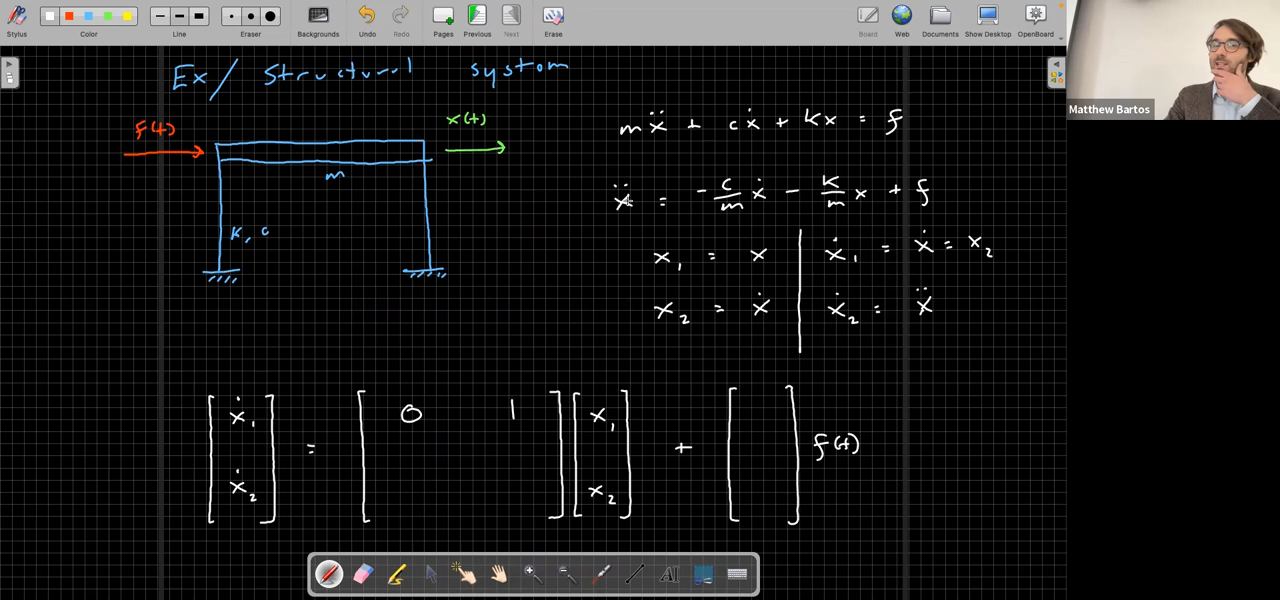 Stylus
Color
Line
Eraser
Backgrounds
Undo
Redo
Pages
Previous
Next
Erase
Board
Web
Documents
Show Desktop
OpenBoard
Matthew Bartos
Ex/ Structural system
f(t)
x(t)
m
k, c
mẍ + cẋ + kx = f
ẍ = - c/m ẋ - k/m x + f
x₁ = x | ẋ₁ = ẋ = x₂
x₂ = ẋ | ẋ₂ = ẍ
[ẋ₁] = [0 1] [x₁] + [ ] f(t)
[ẋ₂] [ ] [x₂] [ ]
AI